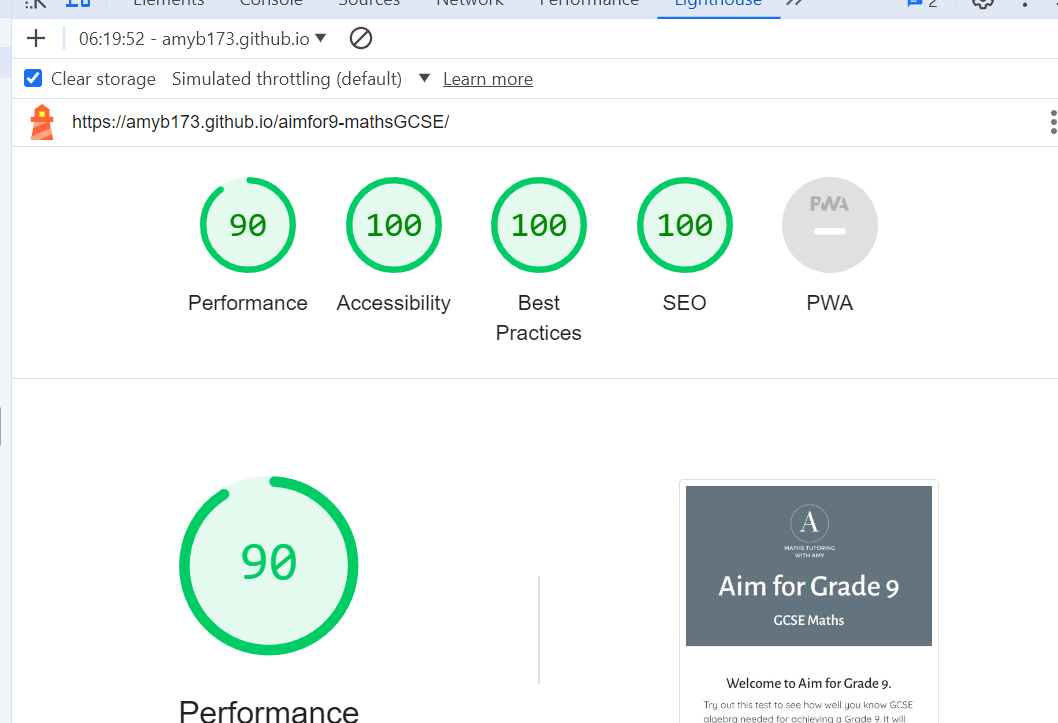 Elements Console Sources Network Performance Lighthouse 2
06:19:52 - amyb173.github.io
Clear storage Simulated throttling (default) Learn more
https://amyb173.github.io/aimfor9-mathsGCSE/
90 100 100 100 PWA
Performance Accessibility Best Practices SEO PWA
90
Performance
A
MATHS TUTORING
WITH AMY
Aim for Grade 9
GCSE Maths
Welcome to Aim for Grade 9.
Try out this test to see how well you know GCSE
algebra needed for achieving a Grade 9. It will